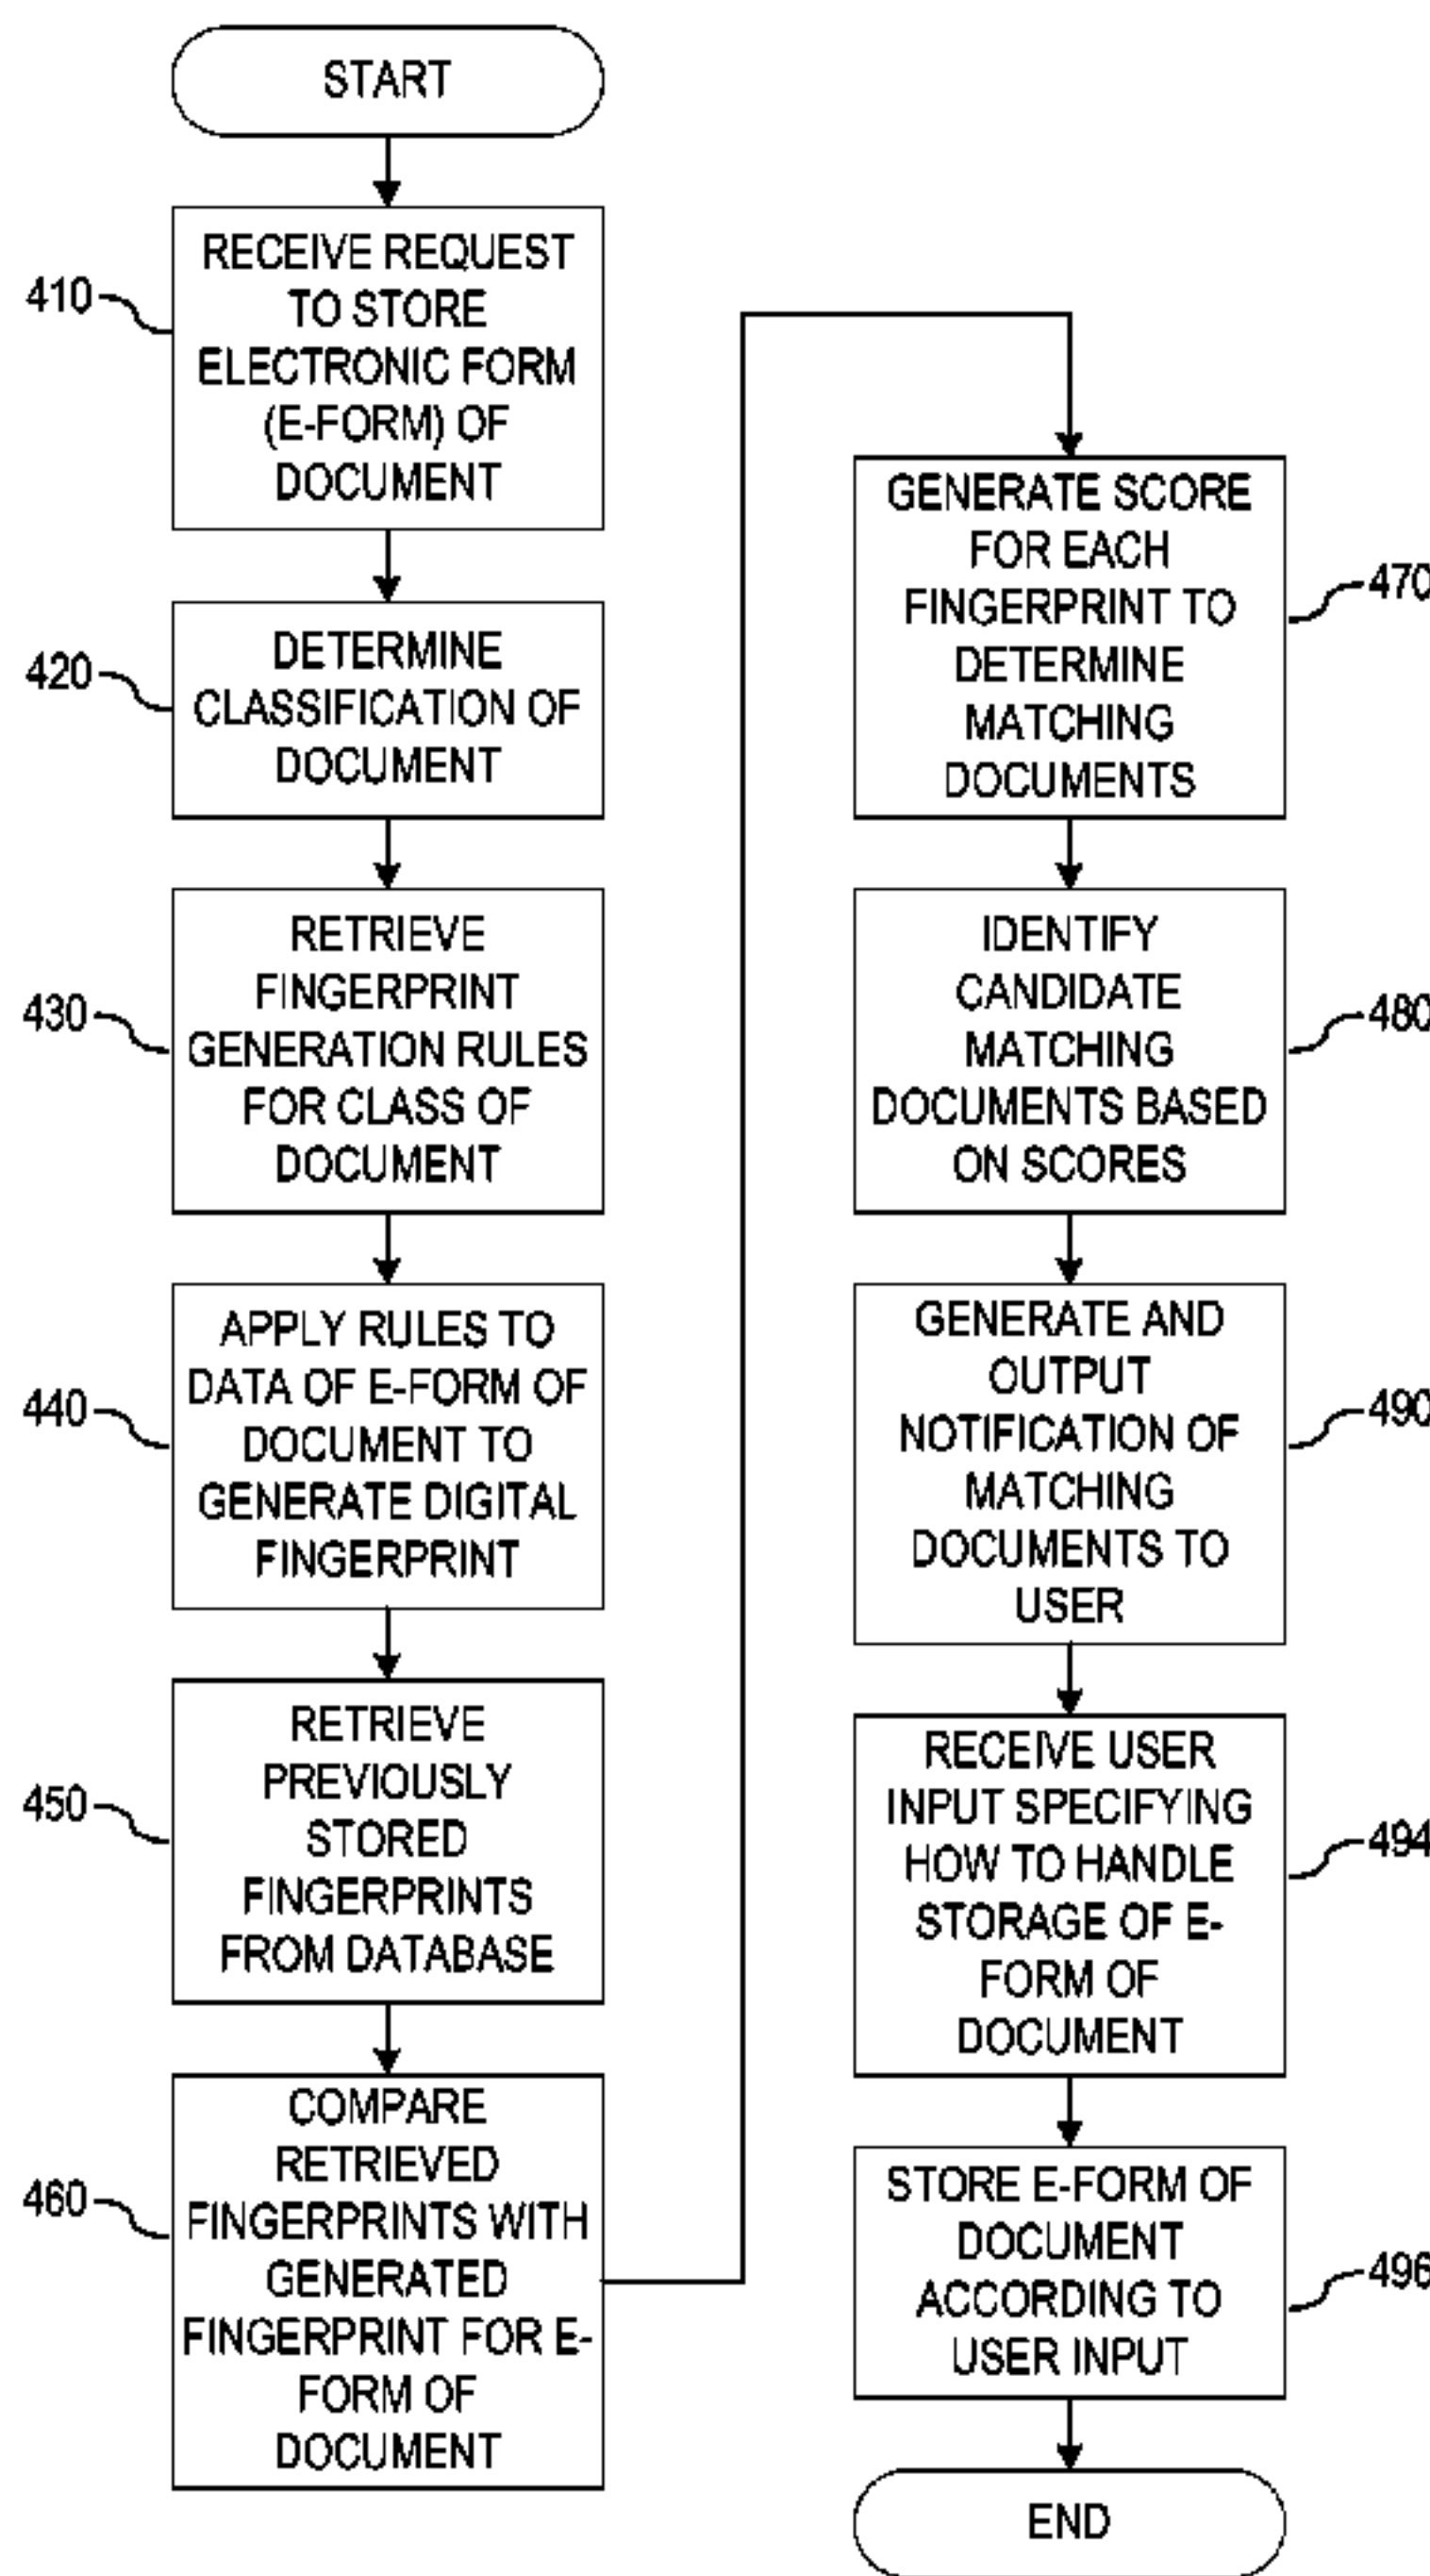 START
410
RECEIVE REQUEST
TO STORE
ELECTRONIC FORM
(E-FORM) OF
DOCUMENT
420
DETERMINE
CLASSIFICATION OF
DOCUMENT
430
RETRIEVE
FINGERPRINT
GENERATION RULES
FOR CLASS OF
DOCUMENT
440
APPLY RULES TO
DATA OF E-FORM OF
DOCUMENT TO
GENERATE DIGITAL
FINGERPRINT
450
RETRIEVE
PREVIOUSLY
STORED
FINGERPRINTS
FROM DATABASE
460
COMPARE
RETRIEVED
FINGERPRINTS WITH
GENERATED
FINGERPRINT FOR E-
FORM OF
DOCUMENT
GENERATE SCORE
FOR EACH
FINGERPRINT TO
DETERMINE
MATCHING
DOCUMENTS
470
IDENTIFY
CANDIDATE
MATCHING
DOCUMENTS BASED
ON SCORES
480
GENERATE AND
OUTPUT
NOTIFICATION OF
MATCHING
DOCUMENTS TO
USER
490
RECEIVE USER
INPUT SPECIFYING
HOW TO HANDLE
STORAGE OF E-
FORM OF
DOCUMENT
494
STORE E-FORM OF
DOCUMENT
ACCORDING TO
USER INPUT
496
END